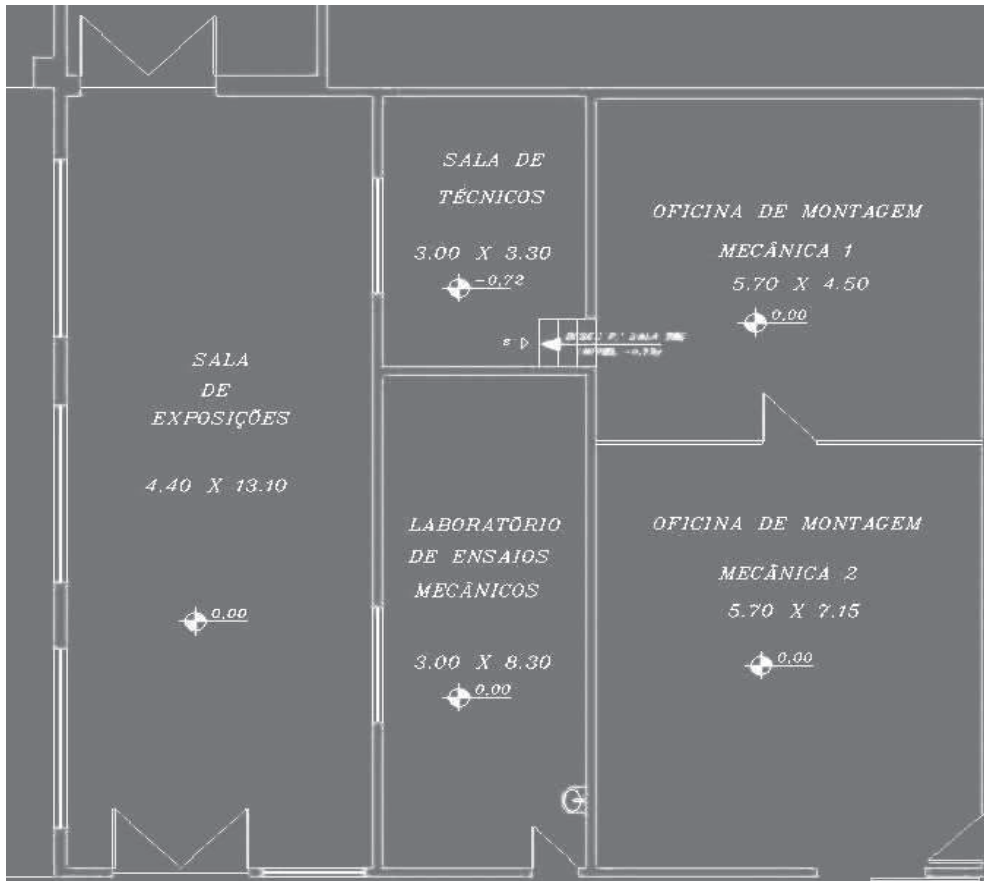 SALA DE
TÉCNICOS
3.00 X 3.30
-0,72
OFICINA DE MONTAGEM
MECÂNICA 1
5.70 X 4.50
0,00
SALA
DE
EXPOSIÇÕES
4.40 X 13.10
0,00
LABORATÓRIO
DE ENSAIOS
MECÂNICOS
3.00 X 8.30
0,00
OFICINA DE MONTAGEM
MECÂNICA 2
5.70 X 7.15
0,00